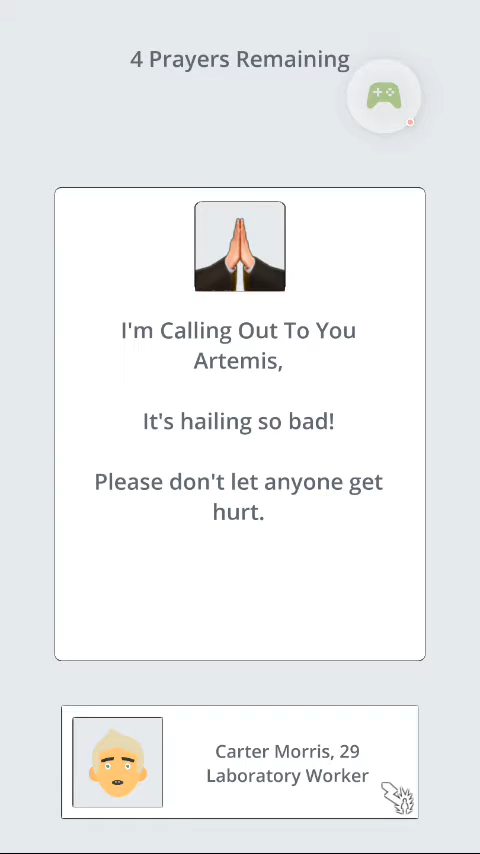 4 Prayers Remaining
I'm Calling Out To You
Artemis,
It's hailing so bad!
Please don't let anyone get
hurt.
Carter Morris, 29
Laboratory Worker